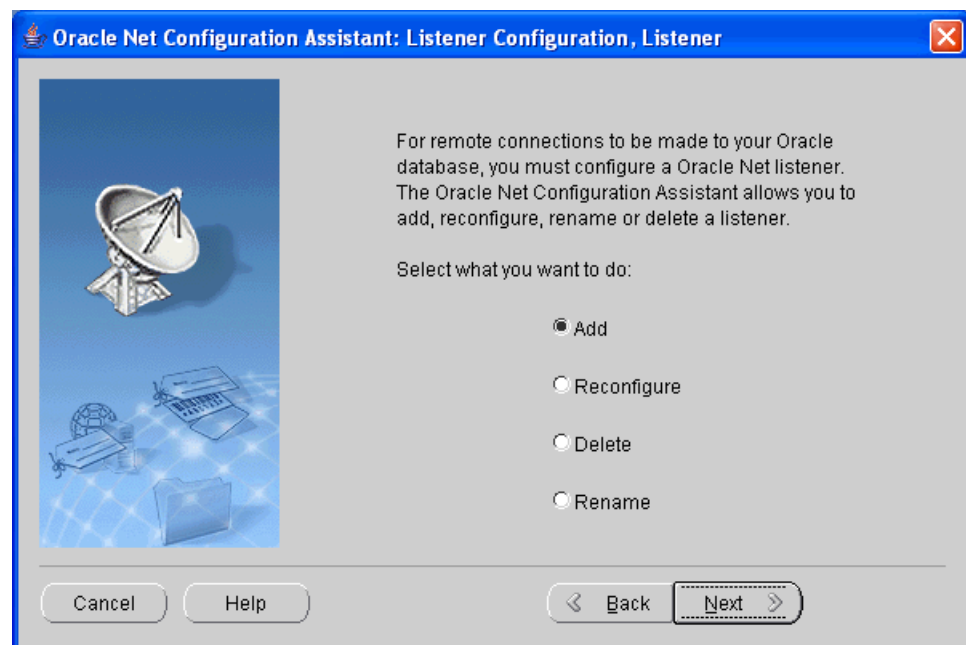 Oracle Net Configuration Assistant: Listener Configuration, Listener
For remote connections to be made to your Oracle
database, you must configure a Oracle Net listener.
The Oracle Net Configuration Assistant allows you to
add, reconfigure, rename or delete a listener.
Select what you want to do:
Add
Reconfigure
Delete
Rename
Cancel
Help
Back
Next